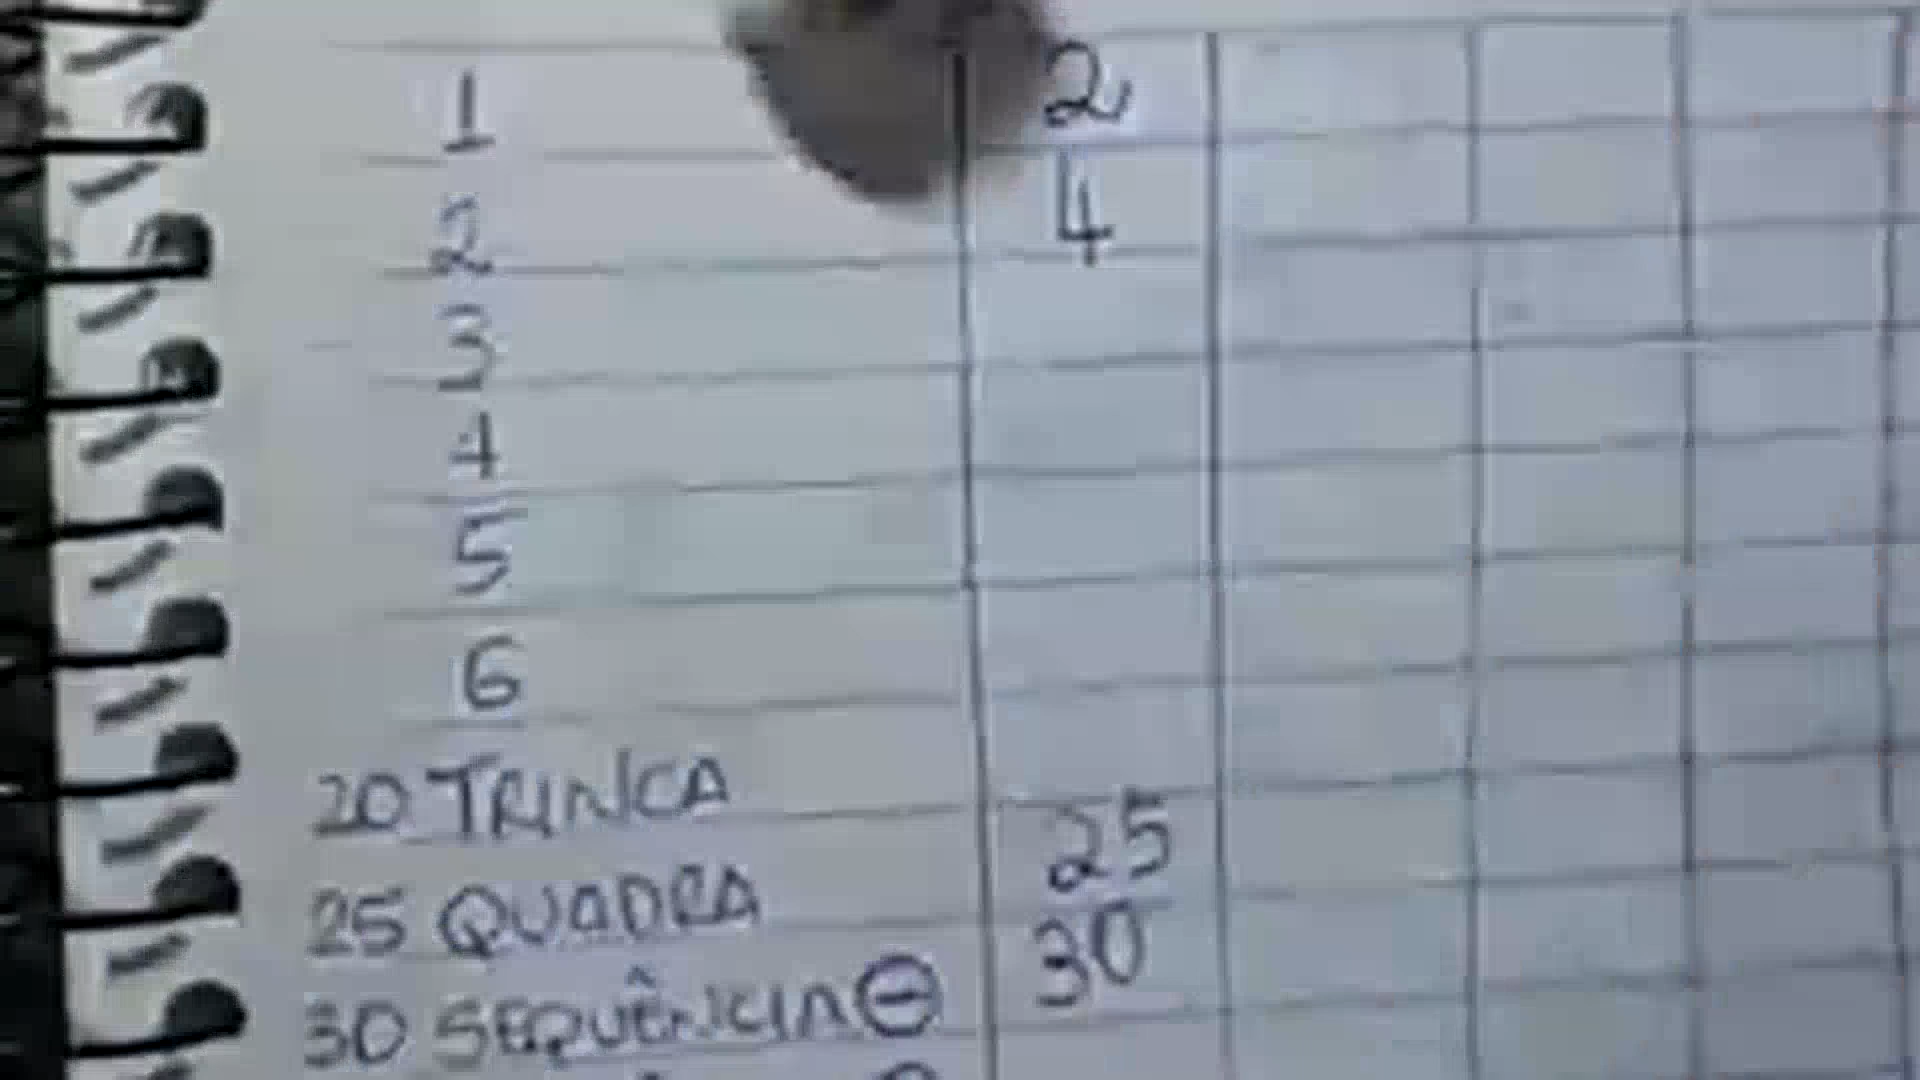 1 2
2 4
3
4
5
6
20 TRINCA
25 QUADRA 25
30 SEQUÊNCIA ⊖ 30